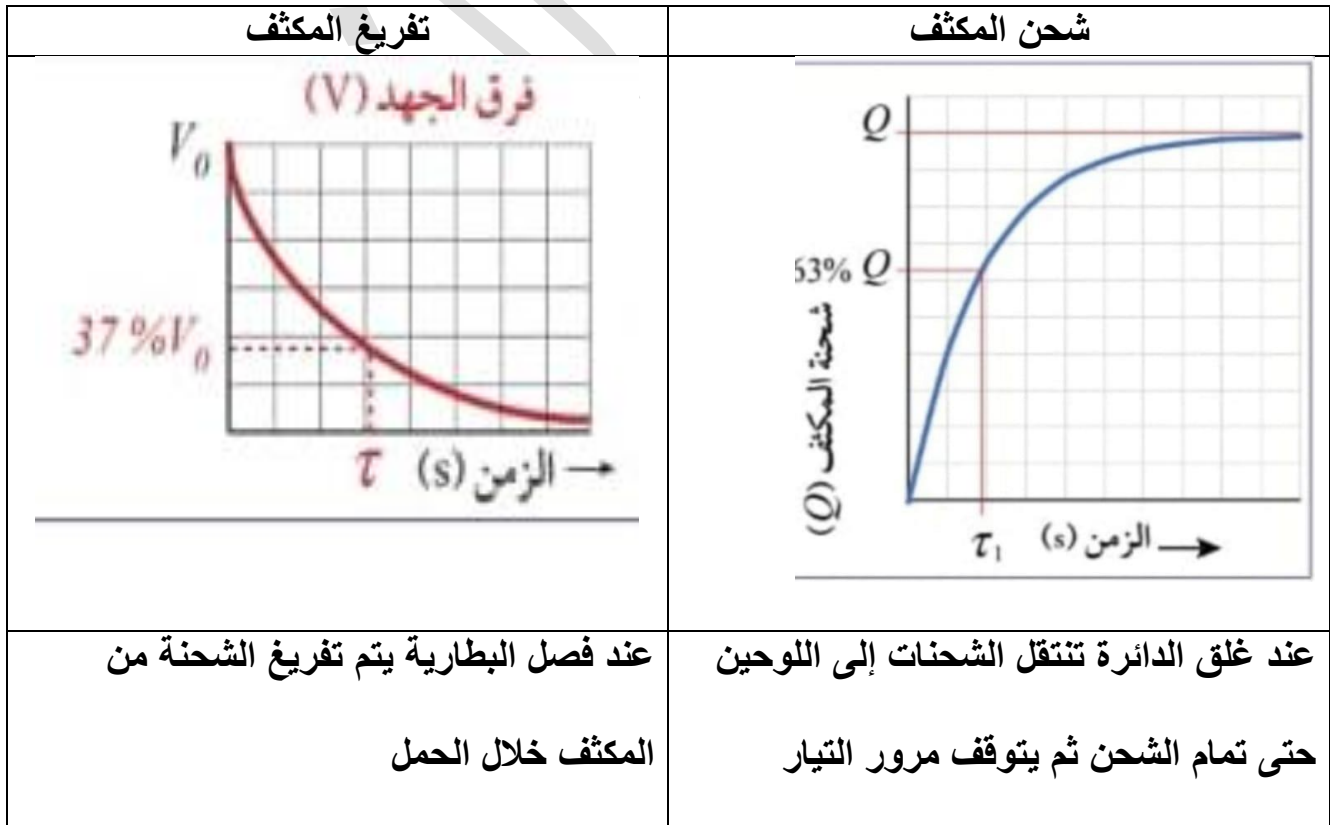 شحن المكثف
تفريغ المكثف
Q
63% Q
شحنة المكثف (Q)
τ₁
الزمن (s)
فرق الجهد (V)
V₀
37 %V₀
τ
الزمن (s)
عند غلق الدائرة تنتقل الشحنات إلى اللوحين
حتى تمام الشحن ثم يتوقف مرور التيار
عند فصل البطارية يتم تفريغ الشحنة من
المكثف خلال الحمل